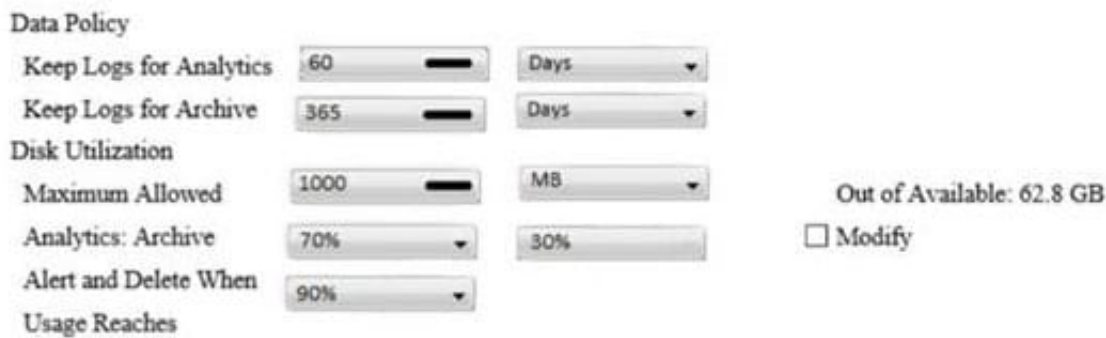 Data Policy
Keep Logs for Analytics 60 Days
Keep Logs for Archive 365 Days
Disk Utilization
Maximum Allowed 1000 MB Out of Available: 62.8 GB
Analytics: Archive 70% 30% Modify
Alert and Delete When 90%
Usage Reaches